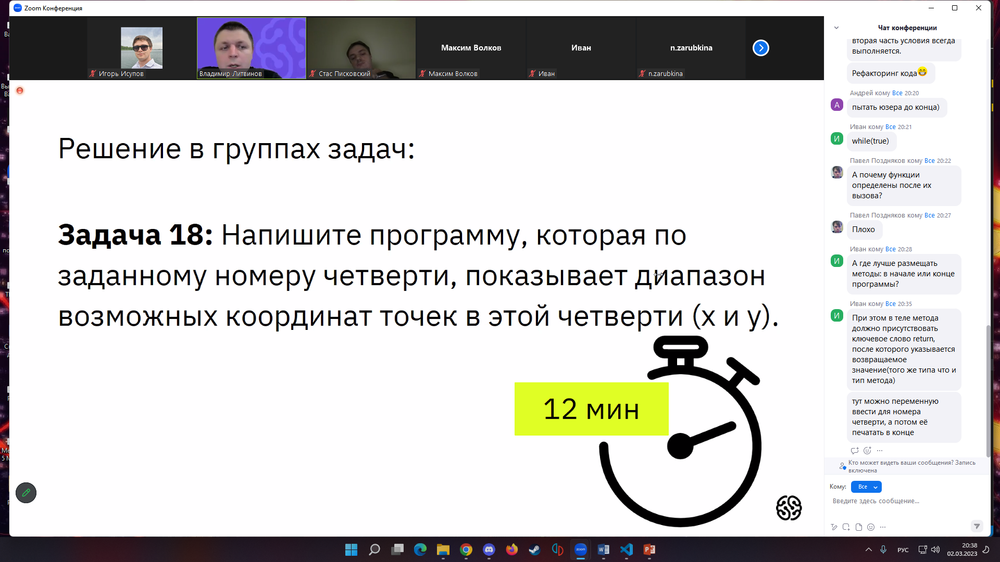 Zoom Конференция
Игорь Исупов
Владимир Литвинов
Стас Писковский
Максим Волков
Максим Волков
Иван
Иван
n.zarubkina
n.zarubkina
Решение в группах задач:
Задача 18: Напишите программу, которая по
заданному номеру четверти, показывает диапазон
возможных координат точек в этой четверти (x и y).
12 мин
Чат конференции
вторая часть условия всегда
выполняется.
Рефакторинг кода
Андрей кому Все 20:20
А
пытать юзера до конца)
Иван кому Все 20:21
И
while(true)
Павел Поздняков кому Все 20:22
А почему функции
определены после их
вызова?
Павел Поздняков кому Все 20:27
Плохо
Иван кому Все 20:28
И
А где лучше размещать
методы: в начале или конце
программы?
Иван кому Все 20:35
И
При этом в теле метода
должно присутствовать
ключевое слово return,
после которого указывается
возвращаемое
значение(того же типа что и
тип метода)
тут можно переменную
ввести для номера
четверти, а потом её
печатать в конце
Кто может видеть ваши сообщения? Запись
включена
Кому: Все
Введите здесь сообщение...
zoom
РУС
20:38
02.03.2023